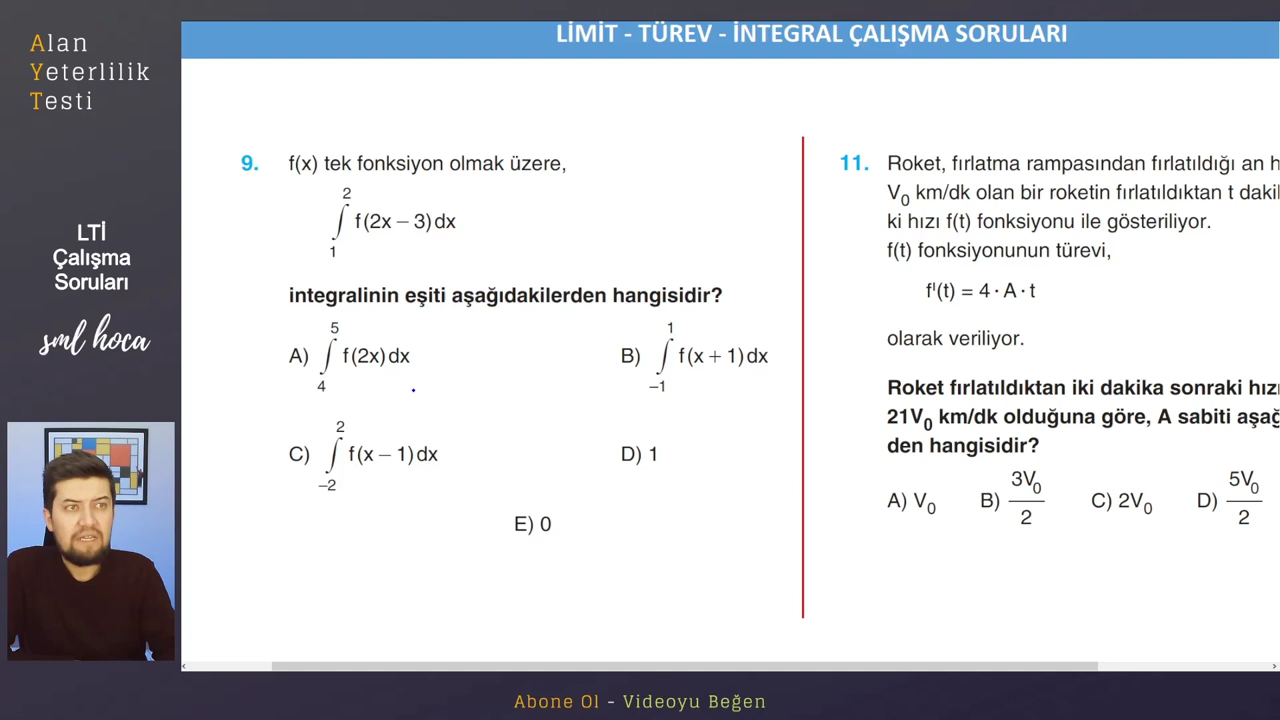 LİMİT - TÜREV - İNTEGRAL ÇALIŞMA SORULARI
Alan
Yeterlilik
Testi
LTİ
Çalışma
Soruları
sml hoca
9. f(x) tek fonksiyon olmak üzere,
2
∫ f(2x – 3) dx
1
integralinin eşiti aşağıdakilerden hangisidir?
5
A) ∫ f(2x) dx
4
1
B) ∫ f(x + 1) dx
–1
2
C) ∫ f(x – 1) dx
–2
D) 1
E) 0
11. Roket, fırlatma rampasından fırlatıldığı an h
V₀ km/dk olan bir roketin fırlatıldıktan t daki
ki hızı f(t) fonksiyonu ile gösteriliyor.
f(t) fonksiyonunun türevi,
fᑊ(t) = 4 · A · t
olarak veriliyor.
Roket fırlatıldıktan iki dakika sonraki hızı
21V₀ km/dk olduğuna göre, A sabiti aşağ
den hangisidir?
A) V₀ B) 3V₀/2 C) 2V₀ D) 5V₀/2
Abone Ol - Videoyu Beğen